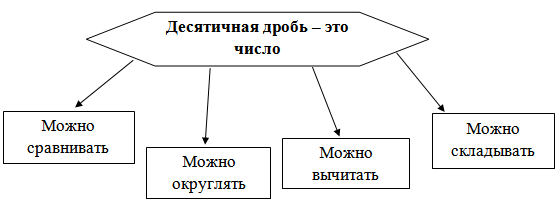 Десятичная дробь – это
число
Можно
сравнивать
Можно
округлять
Можно
вычитать
Можно
складывать